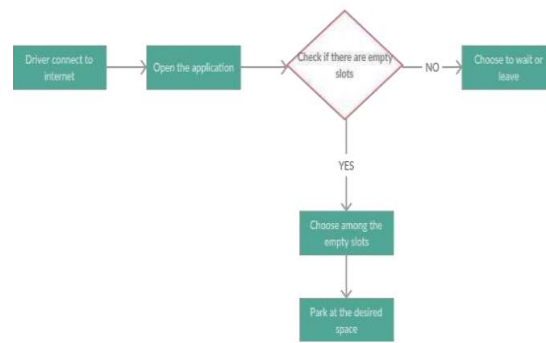 Driver connect to
internet
Open the application
Check if there are empty
slots
NO
Choose to wait or
leave
YES
Choose among the
empty slots
Park at the desired
space